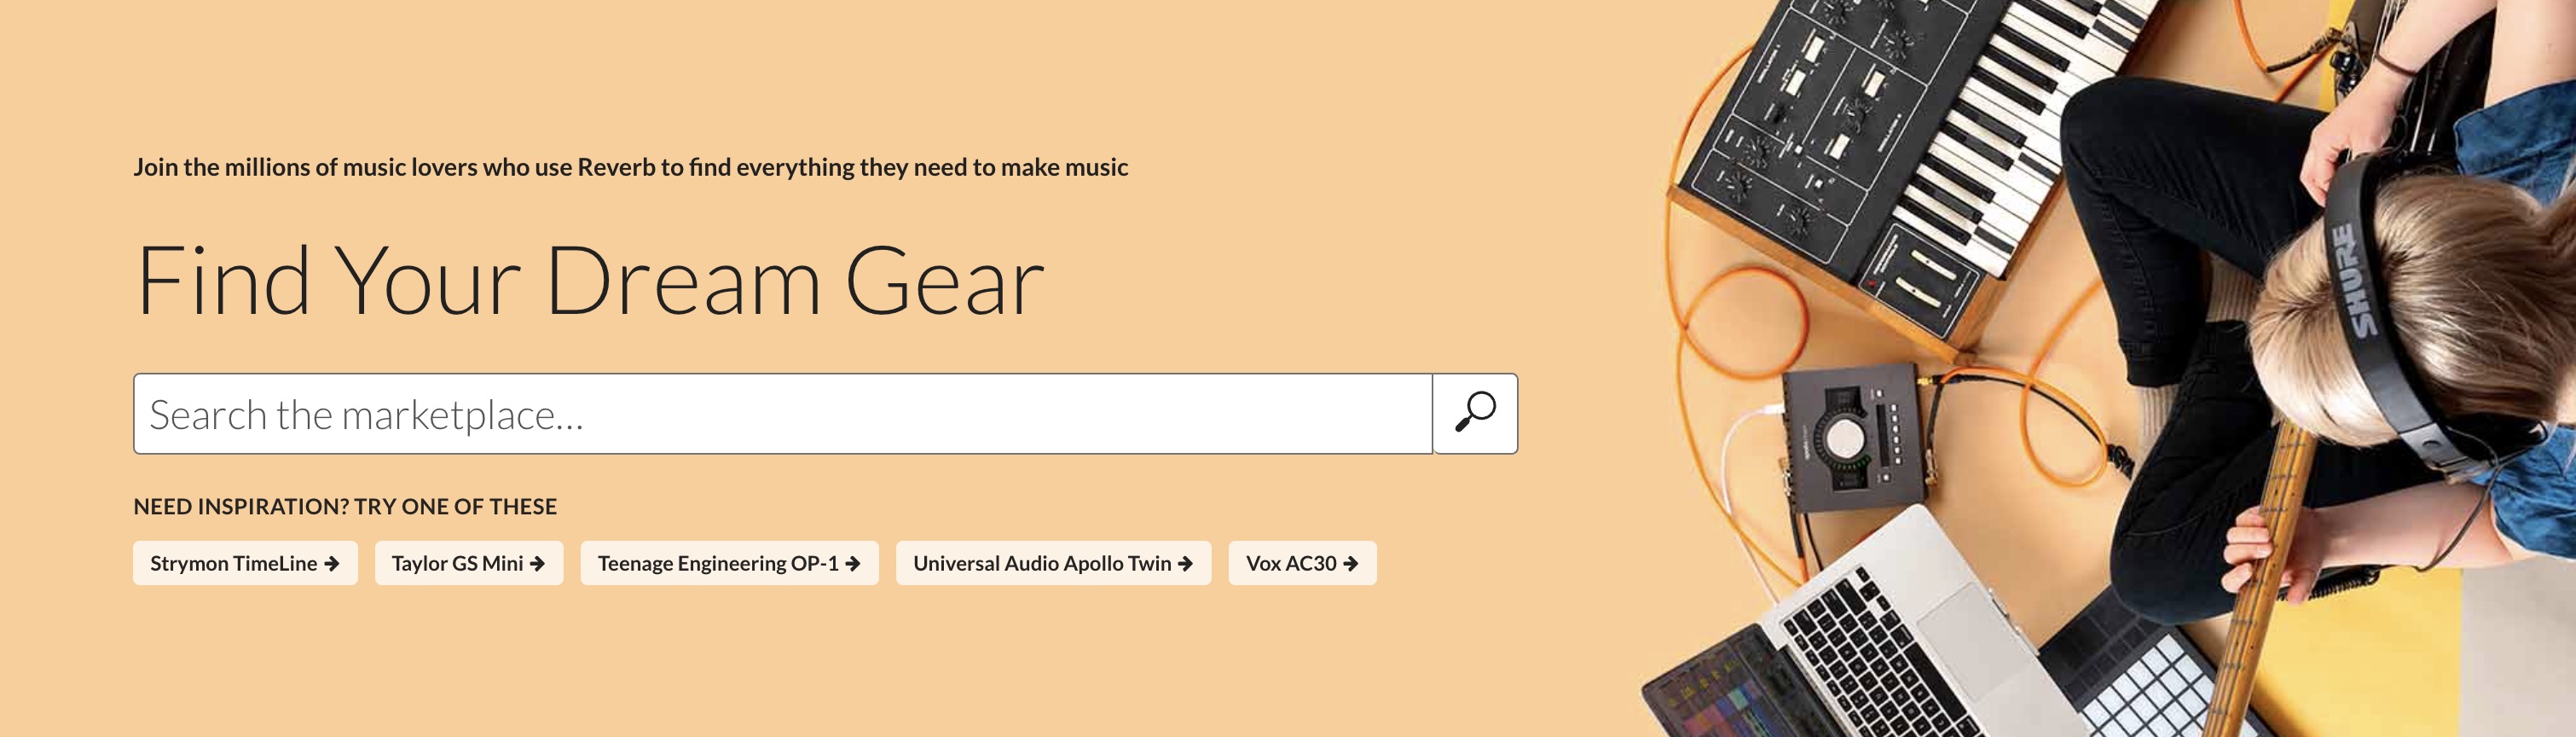 Join the millions of music lovers who use Reverb to find everything they need to make music
Find Your Dream Gear
Search the marketplace...
NEED INSPIRATION? TRY ONE OF THESE
Strymon TimeLine →
Taylor GS Mini →
Teenage Engineering OP-1 →
Universal Audio Apollo Twin →
Vox AC30 →
SHURE